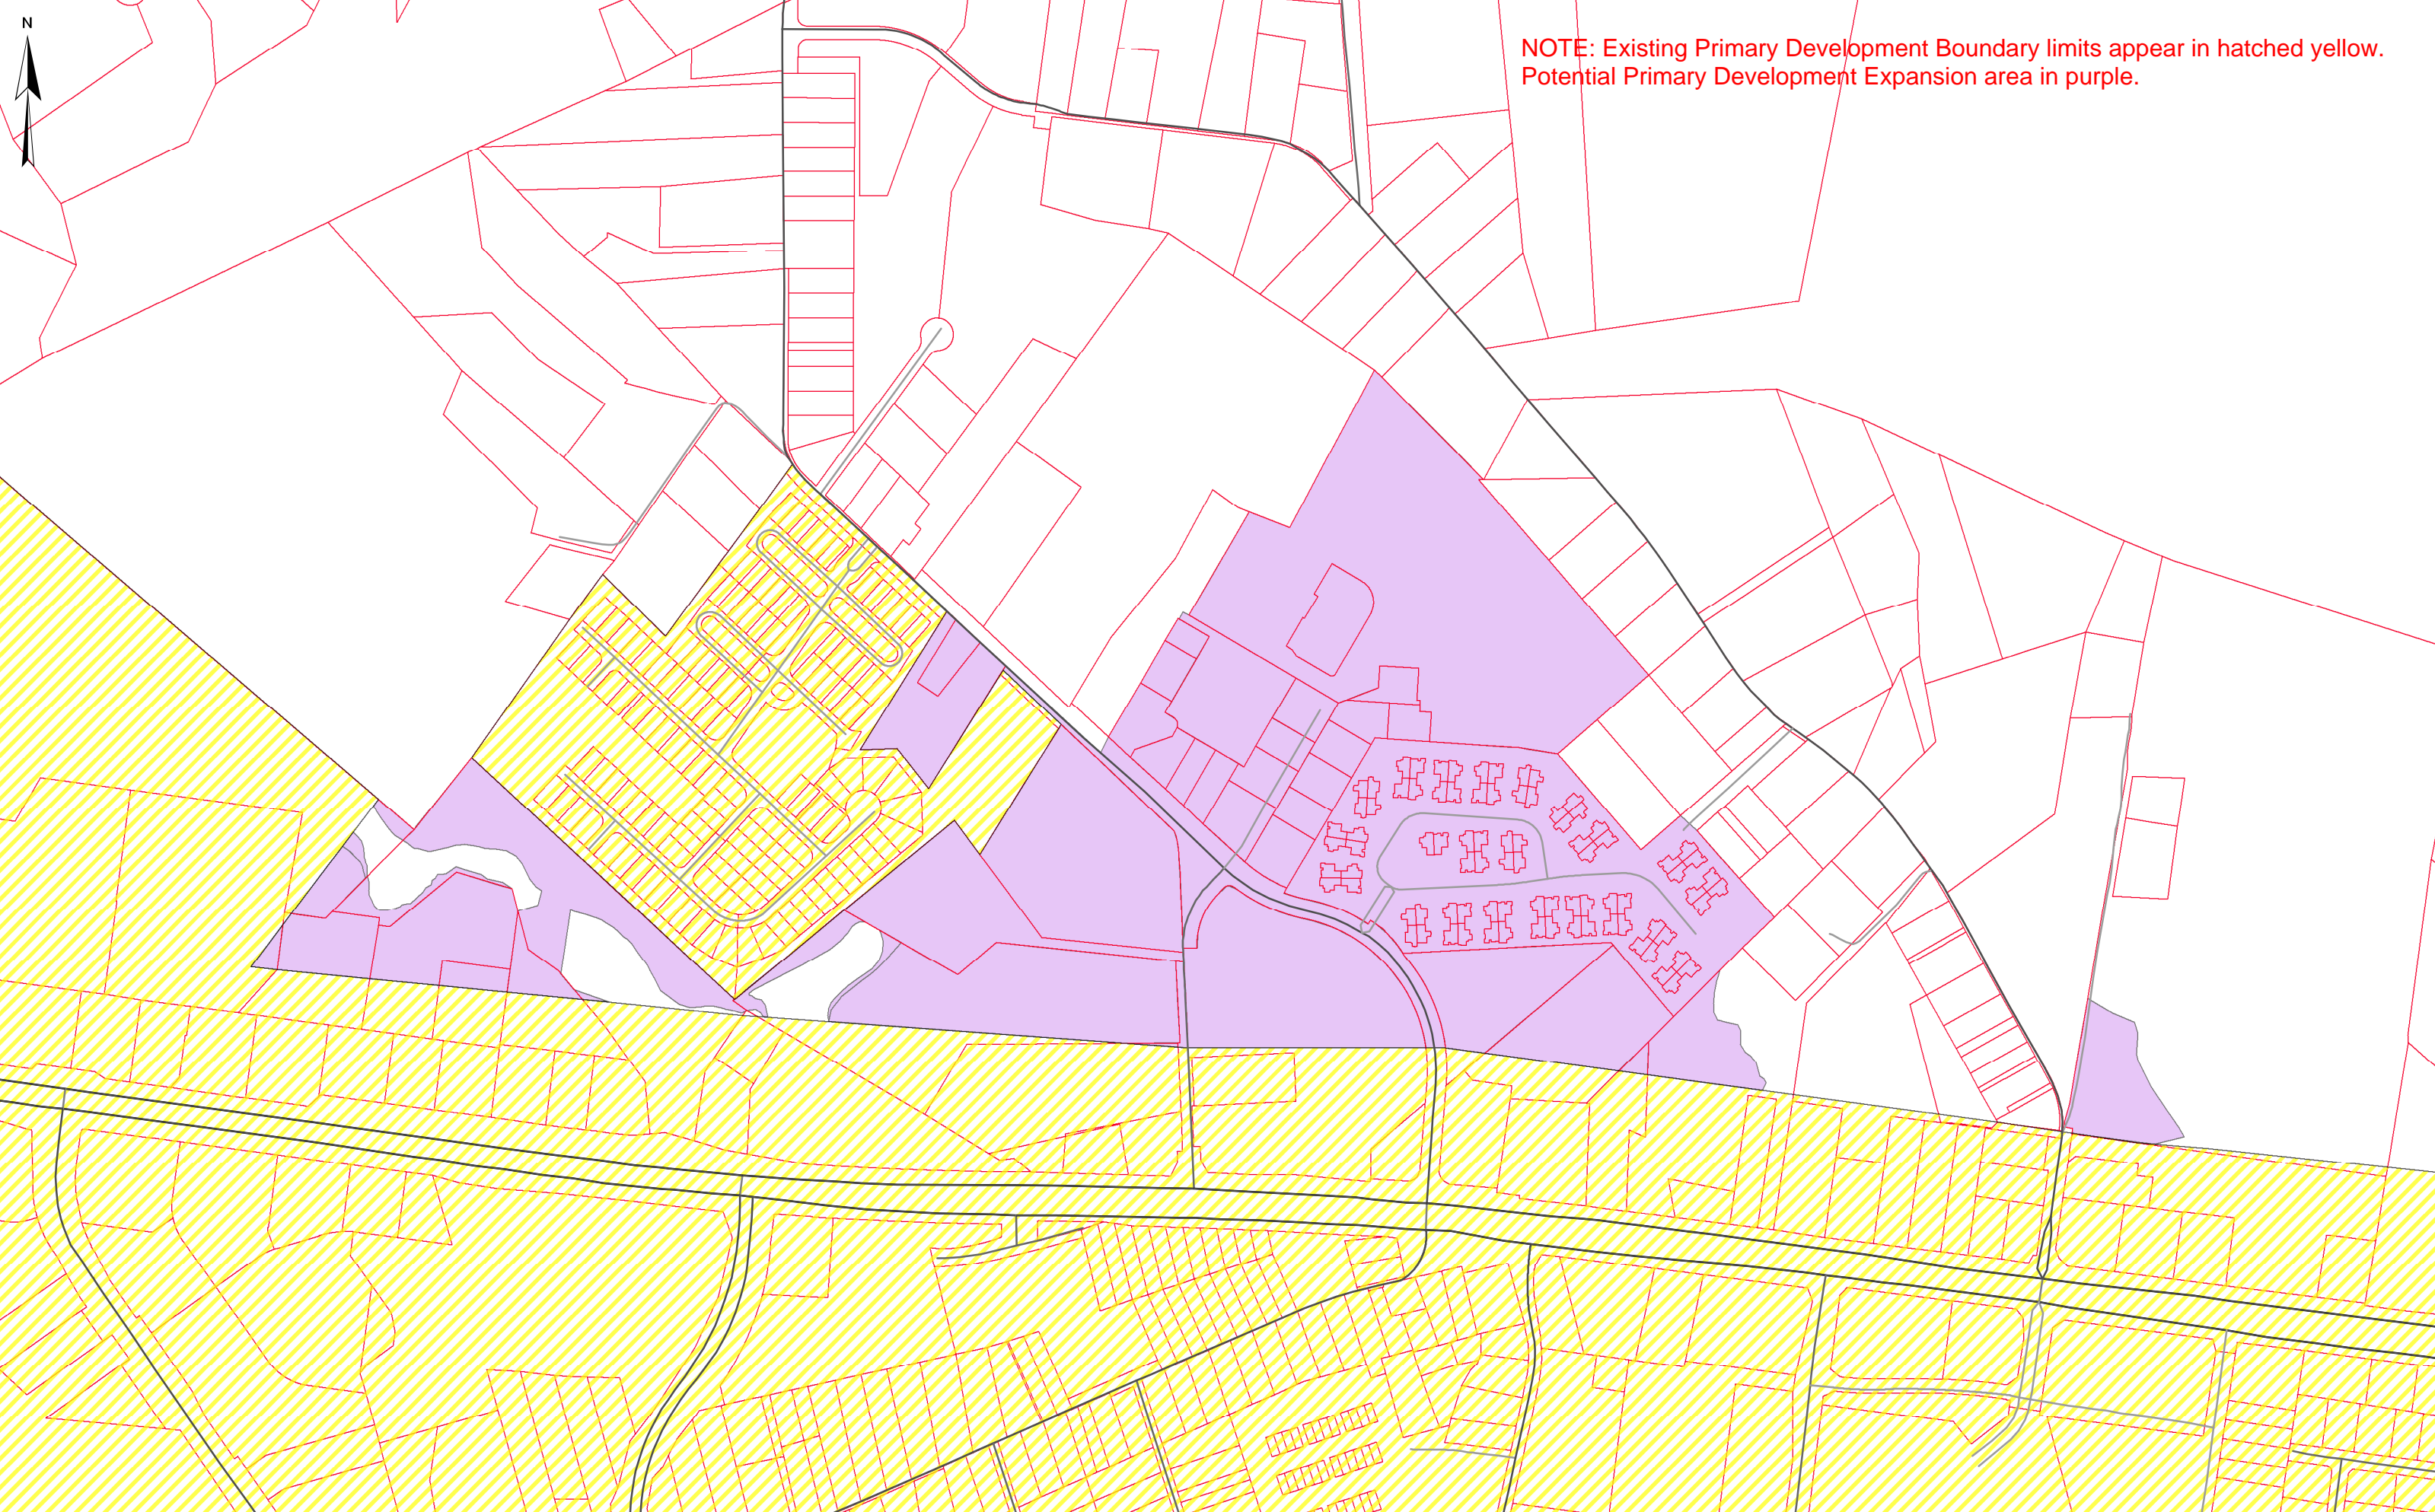 N
NOTE: Existing Primary Development Boundary limits appear in hatched yellow.
Potential Primary Development Expansion area in purple.